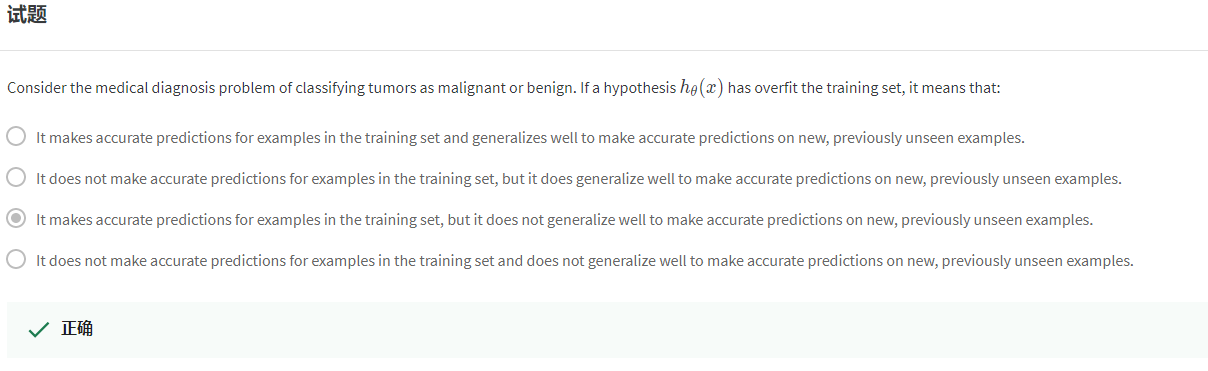 试题
Consider the medical diagnosis problem of classifying tumors as malignant or benign. If a hypothesis hθ(x) has overfit the training set, it means that:
It makes accurate predictions for examples in the training set and generalizes well to make accurate predictions on new, previously unseen examples.
It does not make accurate predictions for examples in the training set, but it does generalize well to make accurate predictions on new, previously unseen examples.
It makes accurate predictions for examples in the training set, but it does not generalize well to make accurate predictions on new, previously unseen examples.
It does not make accurate predictions for examples in the training set and does not generalize well to make accurate predictions on new, previously unseen examples.
正确